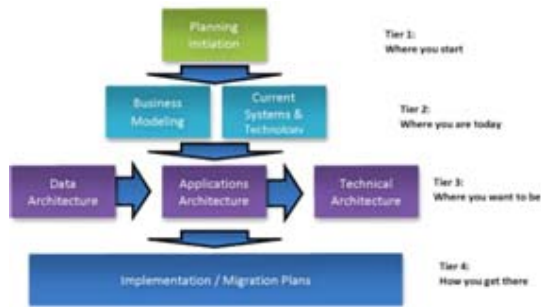 Planning
Initiation
Tier 1:
Where you start
Business
Modeling
Current
Systems &
Technology
Tier 2:
Where you are today
Data
Architecture
Applications
Architecture
Technical
Architecture
Tier 3:
Where you want to be
Implementation / Migration Plans
Tier 4:
How you get there